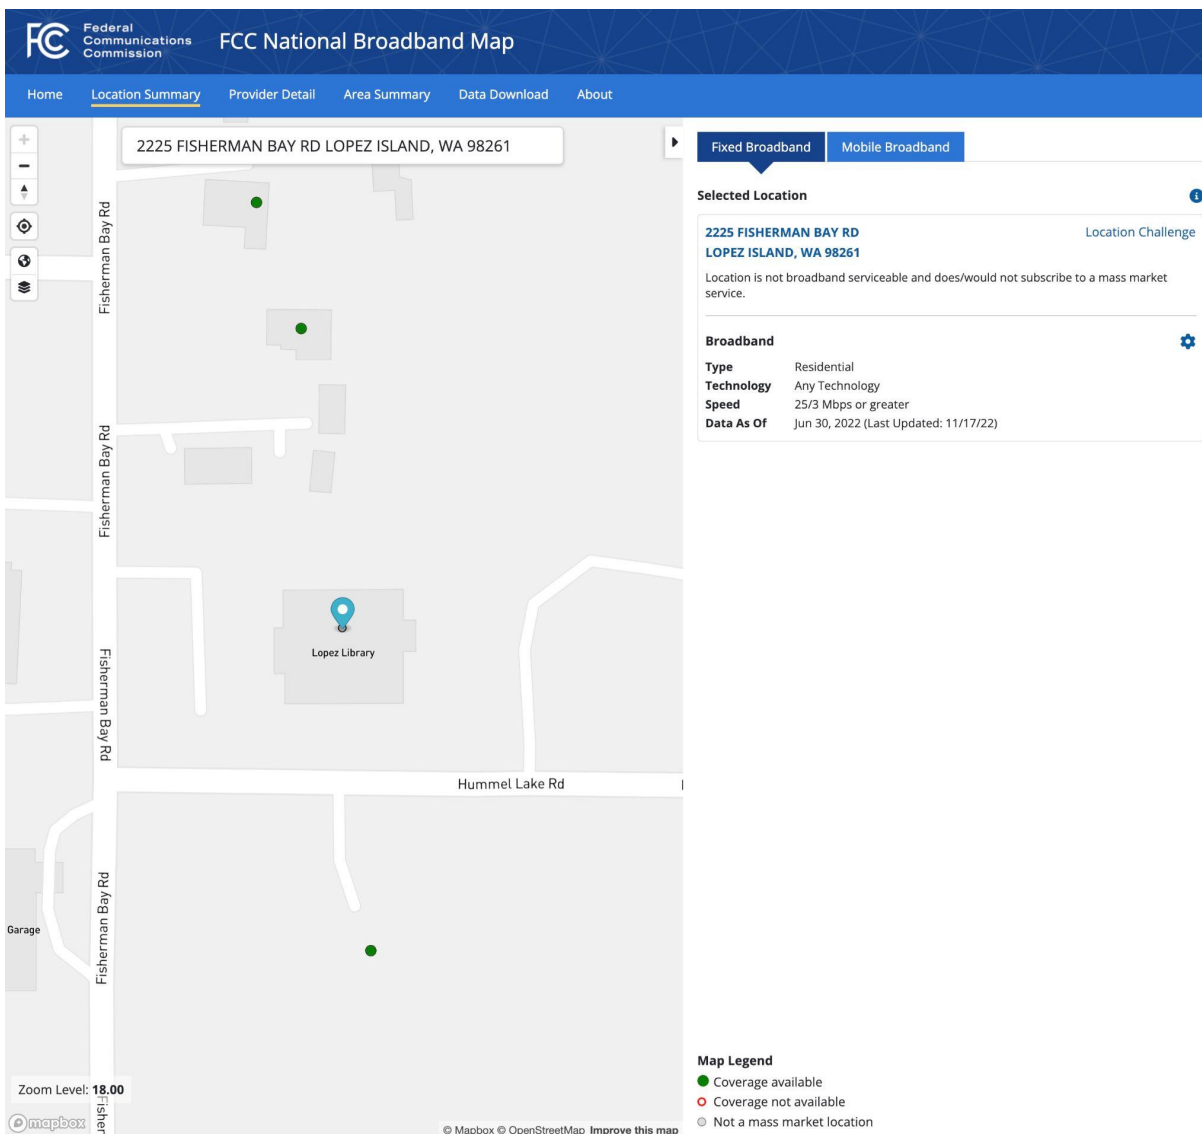 Federal
Communications
Commission
FCC National Broadband Map
Home Location Summary Provider Detail Area Summary Data Download About
2225 FISHERMAN BAY RD LOPEZ ISLAND, WA 98261
Fisherman Bay Rd
Fisherman Bay Rd
Fisherman Bay Rd
Fisherman Bay Rd
Fisher
Lopez Library
Hummel Lake Rd
Garage
Zoom Level: 18.00
mapbox
© Mapbox © OpenStreetMap Improve this map
Fixed Broadband Mobile Broadband
Selected Location
2225 FISHERMAN BAY RD Location Challenge
LOPEZ ISLAND, WA 98261
Location is not broadband serviceable and does/would not subscribe to a mass market
service.
Broadband
Type Residential
Technology Any Technology
Speed 25/3 Mbps or greater
Data As Of Jun 30, 2022 (Last Updated: 11/17/22)
Map Legend
Coverage available
Coverage not available
Not a mass market location